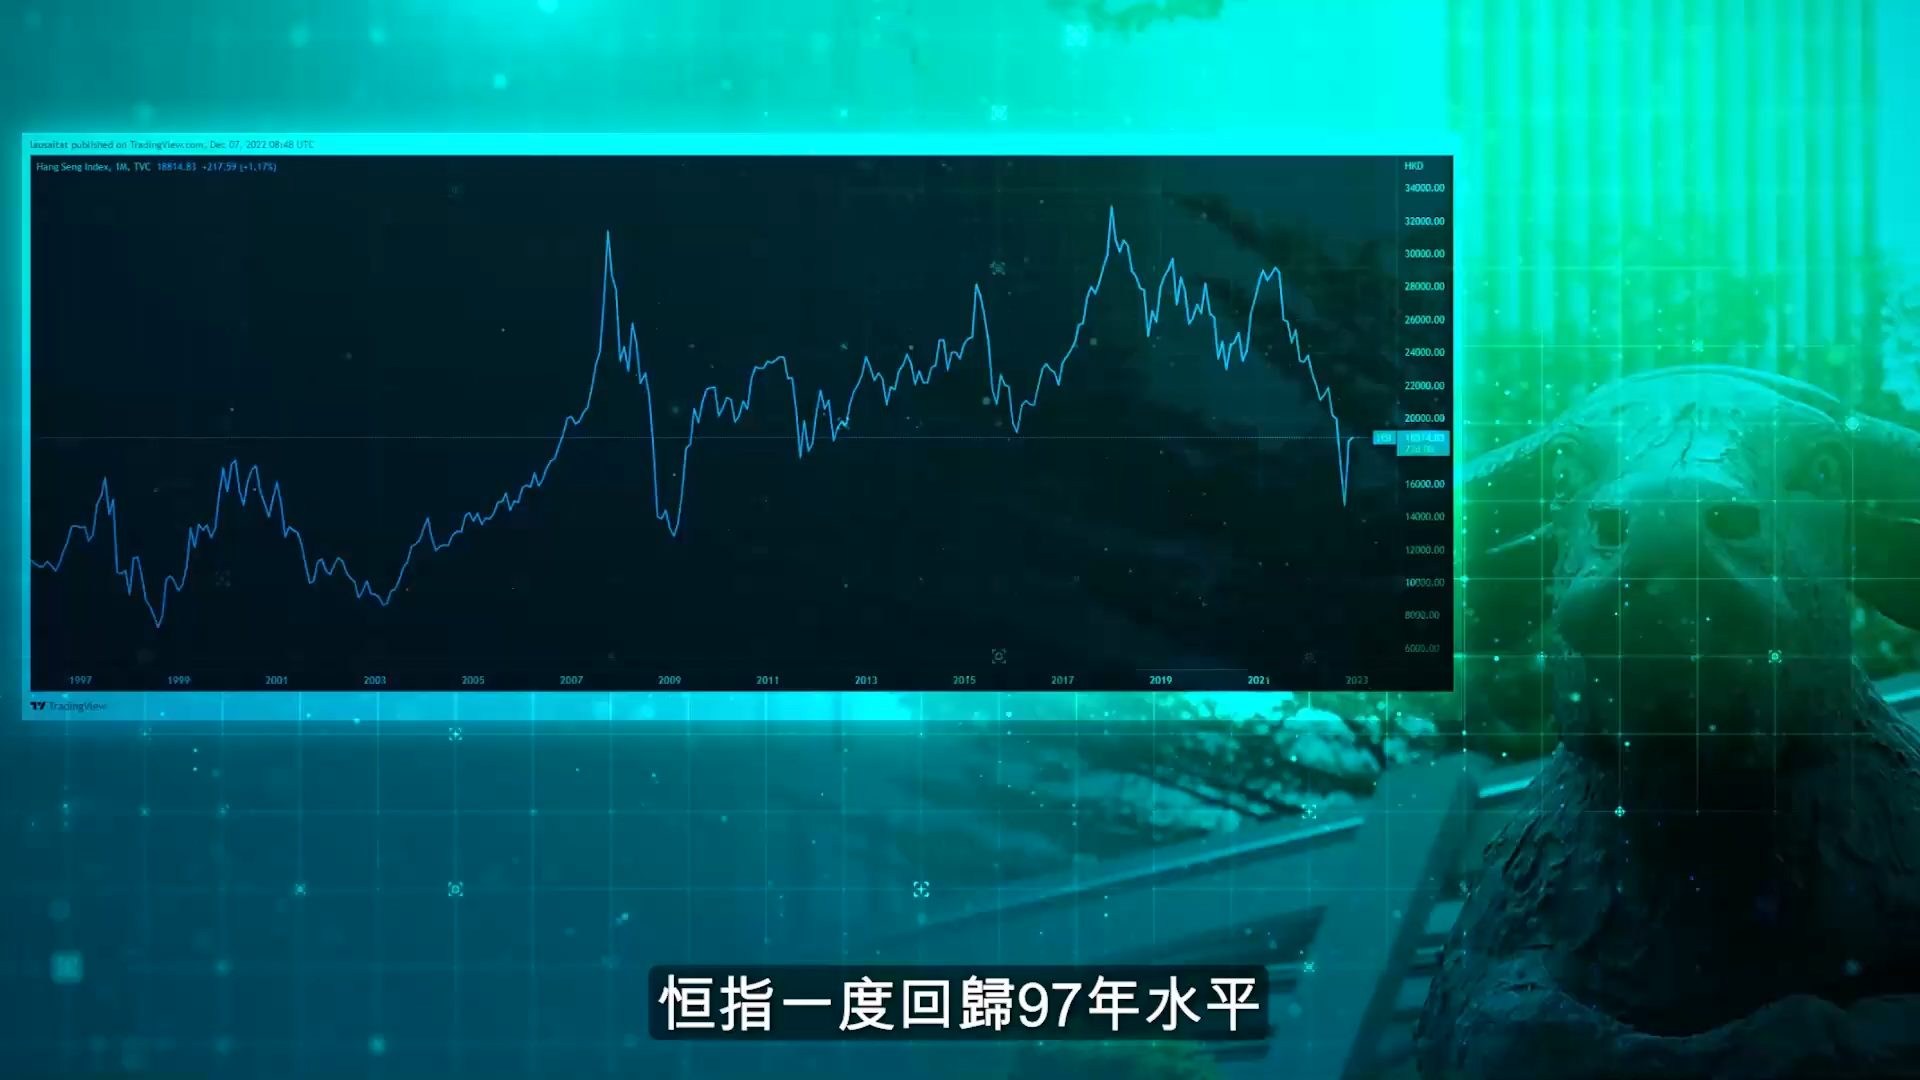 laosaitat published on TradingView.com, Dec 07, 2022 08:48 UTC
Hang Seng Index, 1M, TVC 18814.83 +217.59 (+1.17%)
HKD
34000.00
32000.00
30000.00
28000.00
26000.00
24000.00
22000.00
20000.00
16000.00
14000.00
12000.00
10000.00
8000.00
6000.00
1997 1999 2001 2003 2005 2007 2009 2011 2013 2015 2017 2019 2021 2023
TradingView
恒指一度回歸97年水平